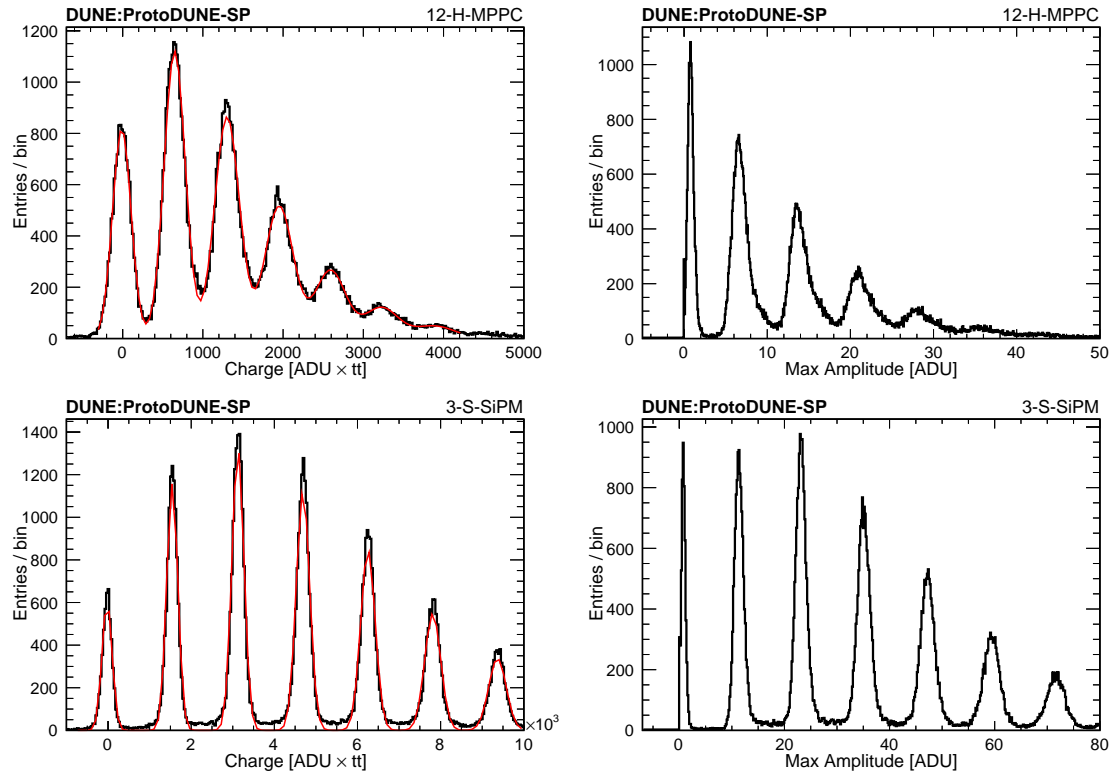 DUNE:ProtoDUNE-SP 12-H-MPPC
1200
1000
800
600
400
200
0
Entries / bin
0 1000 2000 3000 4000 5000
Charge [ADU × tt]
DUNE:ProtoDUNE-SP 12-H-MPPC
1000
800
600
400
200
0
Entries / bin
0 10 20 30 40 50
Max Amplitude [ADU]
DUNE:ProtoDUNE-SP 3-S-SiPM
1400
1200
1000
800
600
400
200
0
Entries / bin
0 2 4 6 8 10
×10³
Charge [ADU × tt]
DUNE:ProtoDUNE-SP 3-S-SiPM
1000
800
600
400
200
0
Entries / bin
0 20 40 60 80
Max Amplitude [ADU]